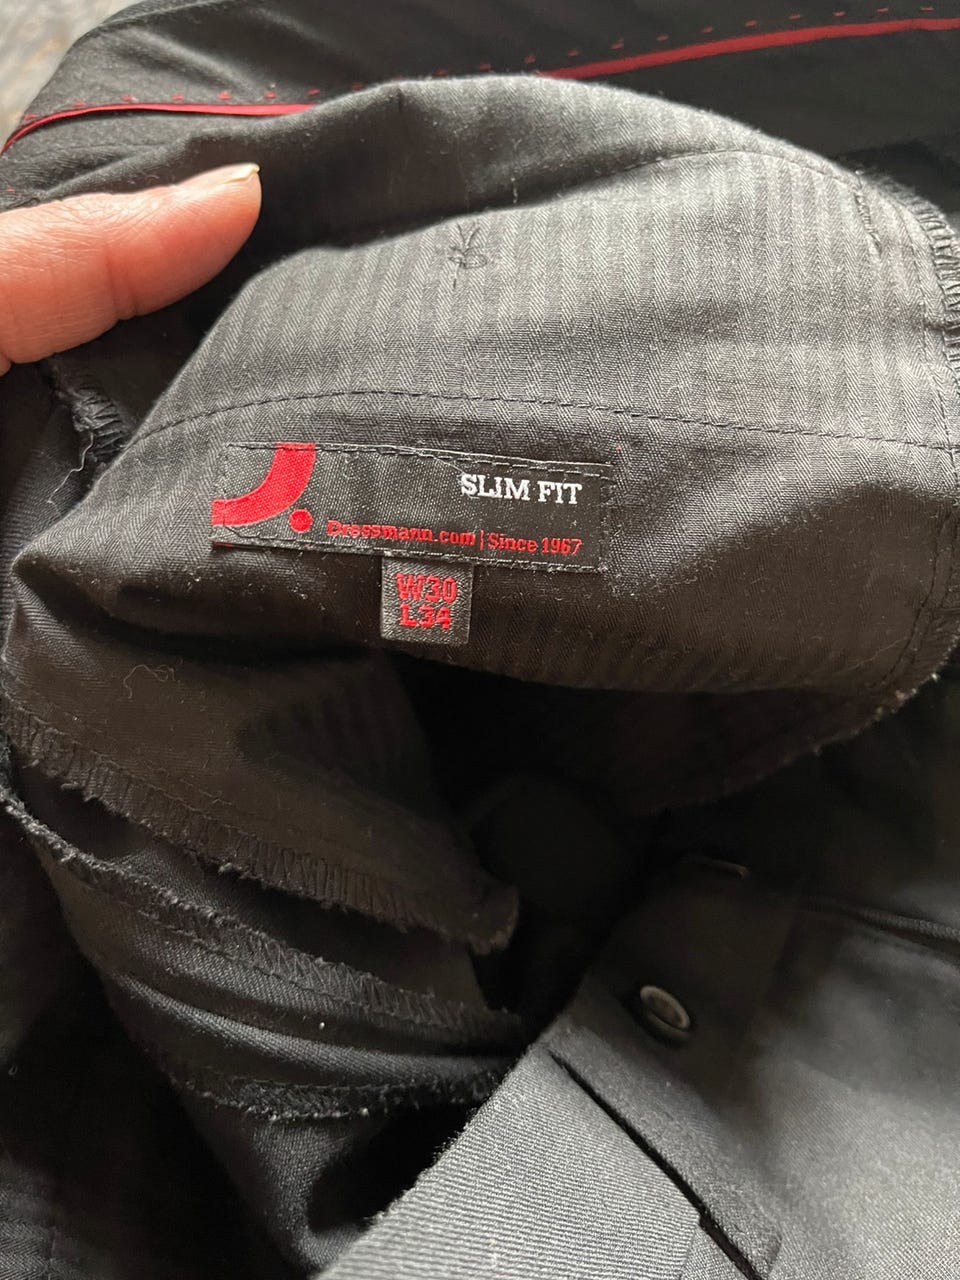 SLIM FIT
Dressmann.com | Since 1967
W30
L34